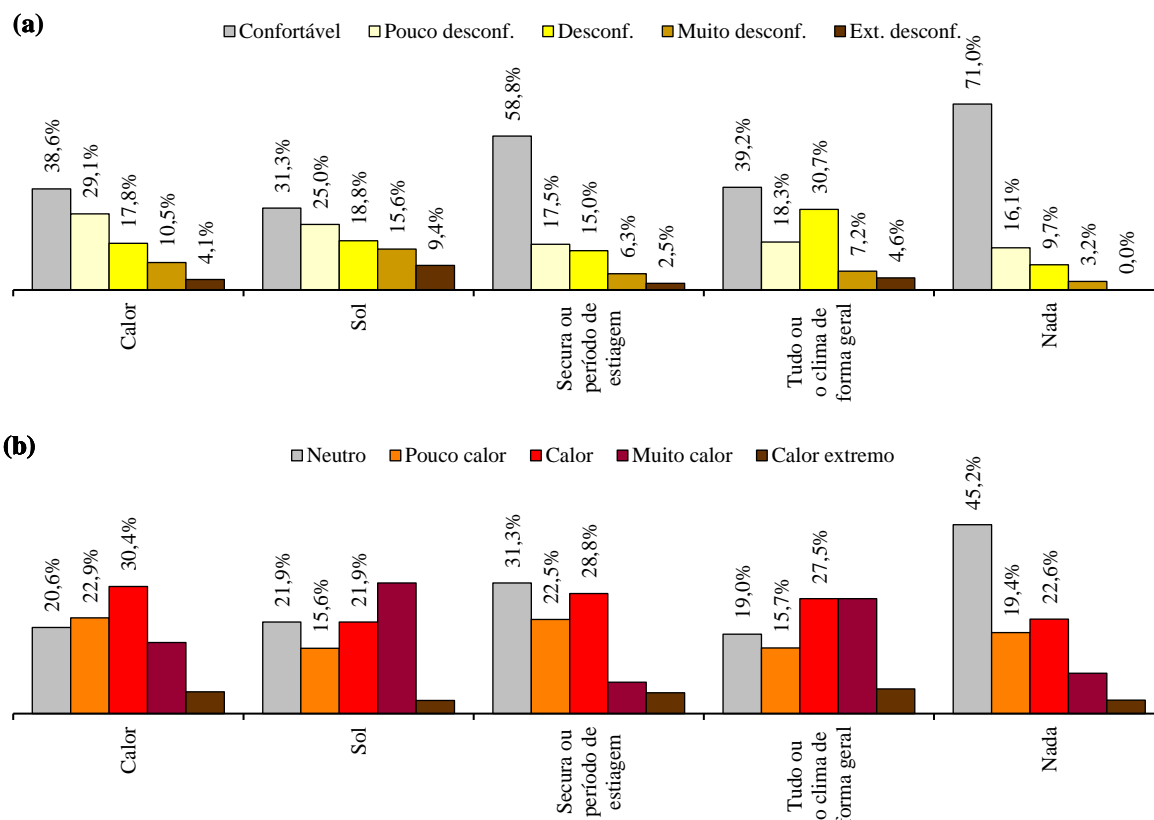 (a)
Confortável Pouco desconf. Desconf. Muito desconf. Ext. desconf.
38,6%
29,1%
17,8%
10,5%
4,1%
31,3%
25,0%
18,8%
15,6%
9,4%
58,8%
17,5%
15,0%
6,3%
2,5%
39,2%
18,3%
30,7%
7,2%
4,6%
71,0%
16,1%
9,7%
3,2%
0,0%
Calor
Sol
Secura ou
período de
estiagem
Tudo ou
o clima de
forma geral
Nada
(b)
Neutro Pouco calor Calor Muito calor Calor extremo
20,6%
22,9%
30,4%
21,9%
15,6%
21,9%
31,3%
22,5%
28,8%
19,0%
15,7%
27,5%
45,2%
19,4%
22,6%
Calor
Sol
Secura ou
período de
estiagem
Tudo ou
o clima de
forma geral
Nada